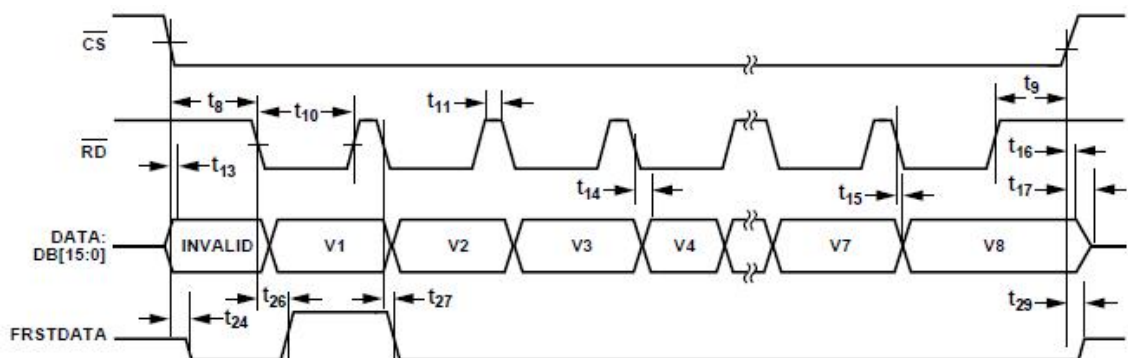 CS
t8
t10
t11
t9
RD
t13
t14
t15
t16
t17
DATA:
DB[15:0]
INVALID
V1
V2
V3
V4
V7
V8
t24
t26
t27
t29
FRSTDATA